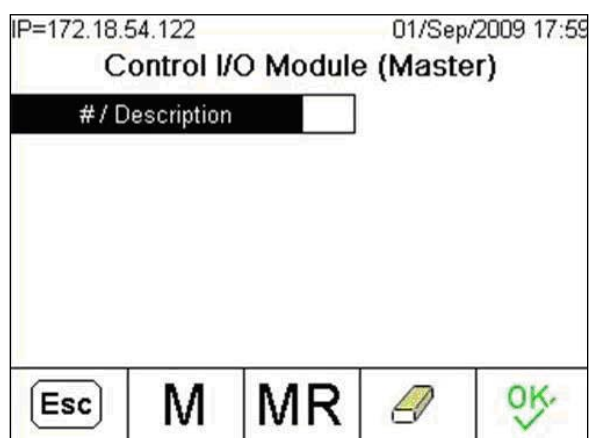 IP=172.18.54.122 01/Sep/2009 17:59
Control I/O Module (Master)
# / Description
Esc M MR OK